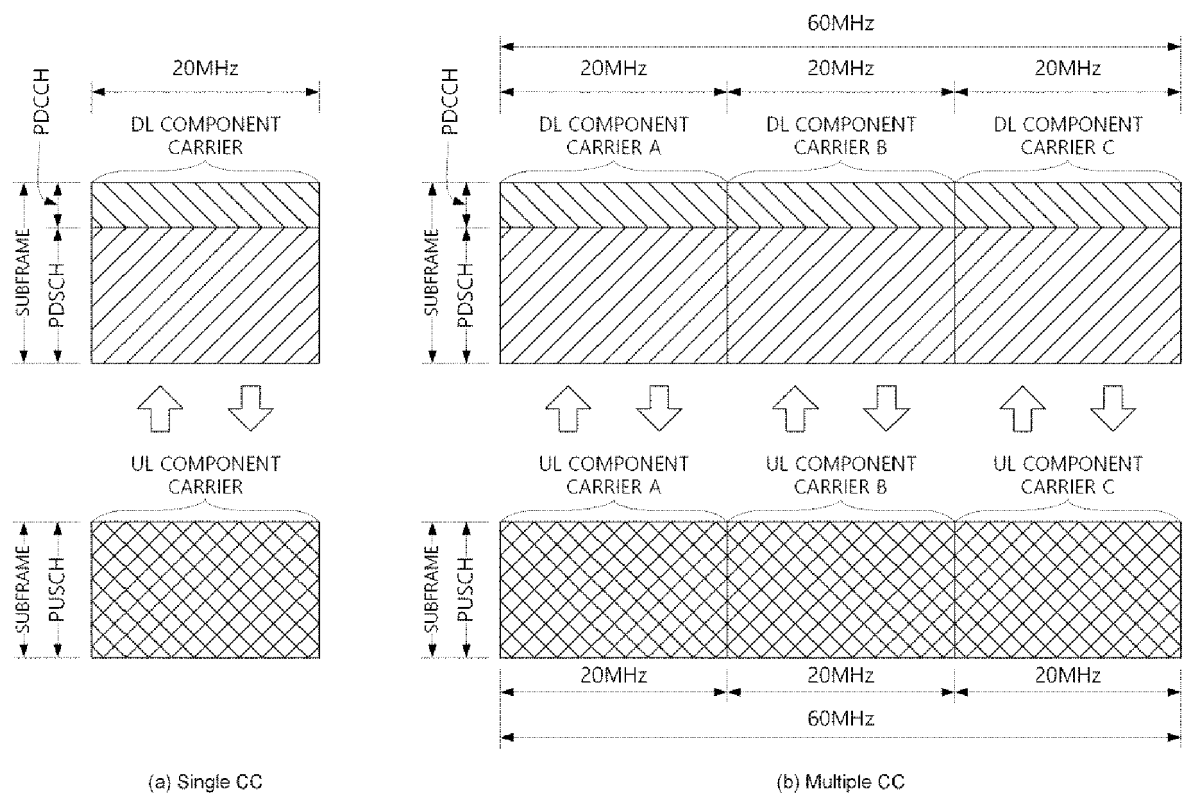 60MHz
20MHz
20MHz
20MHz
20MHz
PDCCH
DL COMPONENT
CARRIER
PDCCH
DL COMPONENT
CARRIER A
DL COMPONENT
CARRIER B
DL COMPONENT
CARRIER C
SUBFRAME
PDSCH
SUBFRAME
PDSCH
UL COMPONENT
CARRIER
UL COMPONENT
CARRIER A
UL COMPONENT
CARRIER B
UL COMPONENT
CARRIER C
SUBFRAME
PUSCH
SUBFRAME
PUSCH
20MHz
20MHz
20MHz
60MHz
(a) Single CC
(b) Multiple CC